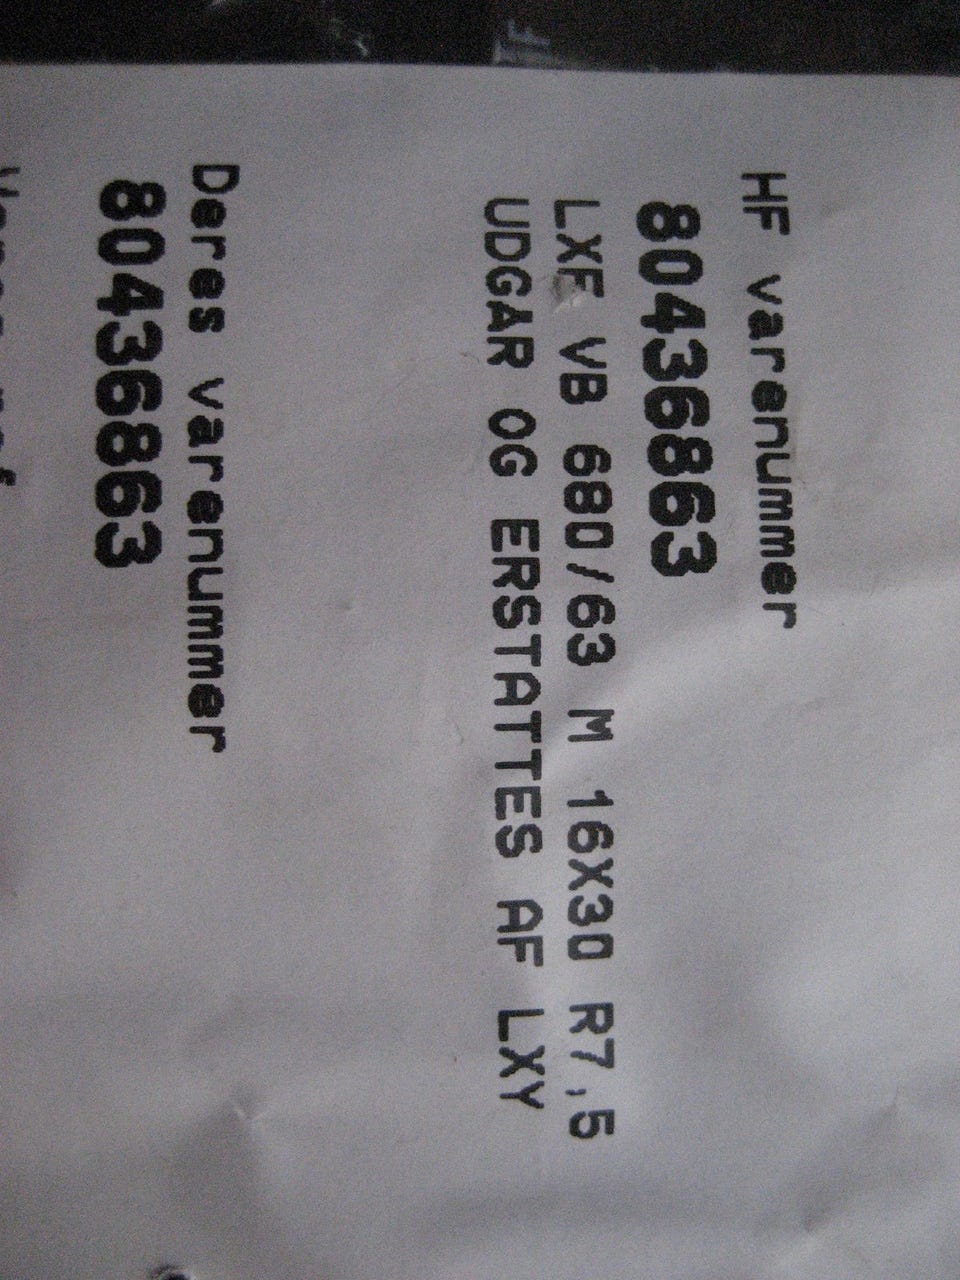 HF varenummer
80436863
LXF VB 680/63 M 16X30 R7,5
UDGAR OG ERSTATTES AF LXY
Deres varenummer
80436863